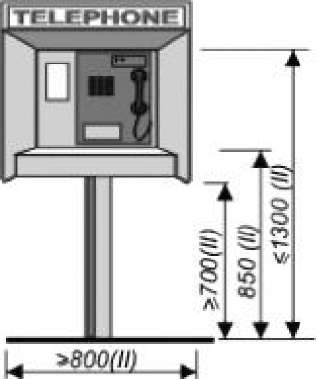 TELEPHONE
≥700(II)
850 (II)
≤1300 (II)
>800(II)